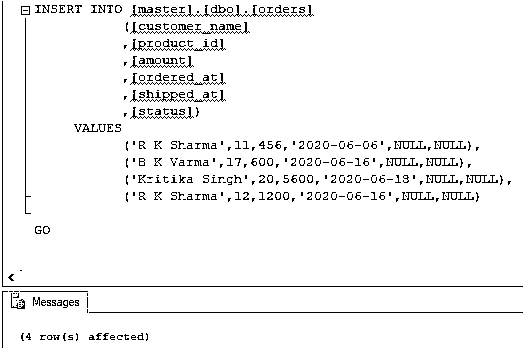 INSERT INTO [master].[dbo].[orders]
([customer_name]
,[product_id]
,[amount]
,[ordered_at]
,[shipped_at]
,[status])
VALUES
('R K Sharma',11,456,'2020-06-06',NULL,NULL),
('B K Varma',17,600,'2020-06-16',NULL,NULL),
('Kritika Singh',20,5600,'2020-06-18',NULL,NULL),
('R K Sharma',12,1200,'2020-06-16',NULL,NULL)
GO
Messages
(4 row(s) affected)